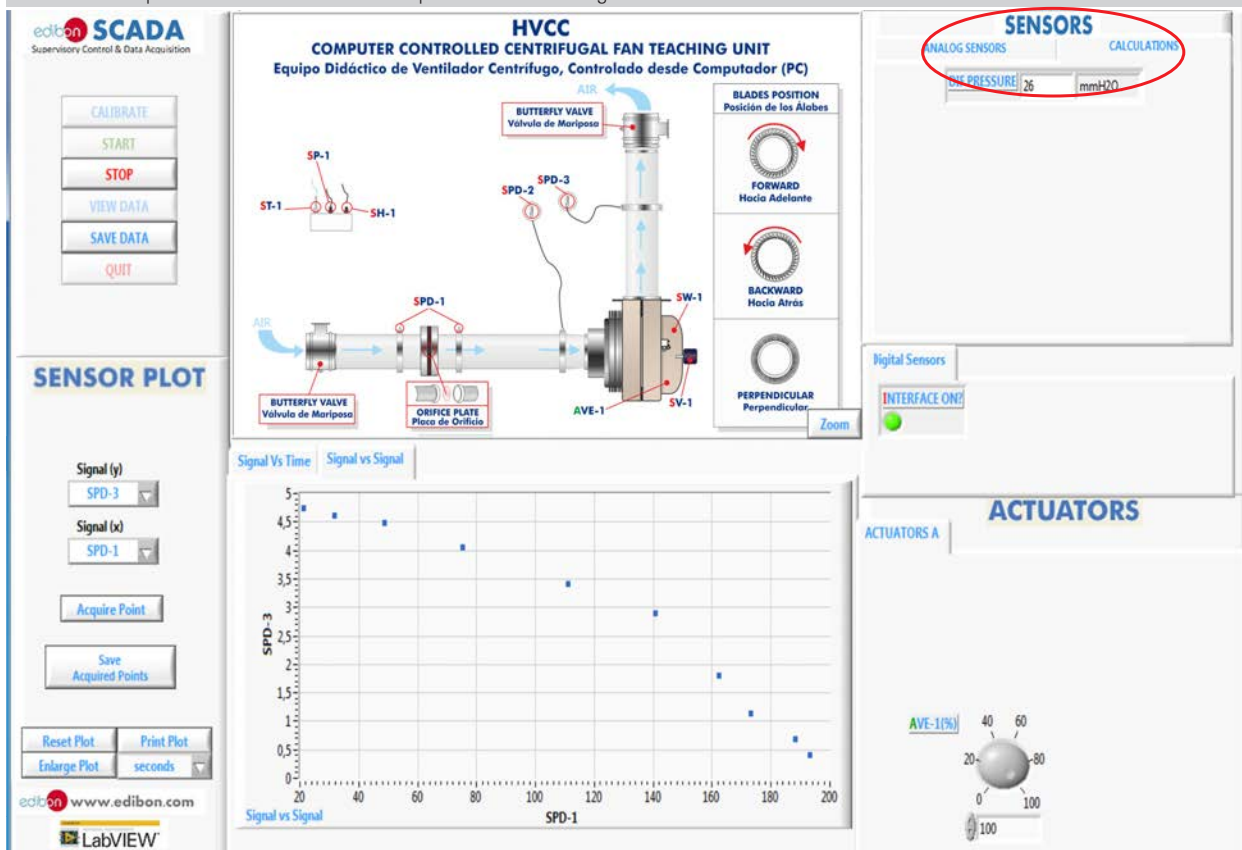 edibon SCADA
Supervisory Control & Data Acquisition
CALIBRATE
START
STOP
VIEW DATA
SAVE DATA
QUIT
HVCC
COMPUTER CONTROLLED CENTRIFUGAL FAN TEACHING UNIT
Equipo Didáctico de Ventilador Centrífugo, Controlado desde Computador (PC)
AIR
BUTTERFLY VALVE
Válvula de Mariposa
SP-1
ST-1
SH-1
SPD-2
SPD-3
SPD-1
AIR
SW-1
BUTTERFLY VALVE
Válvula de Mariposa
ORIFICE PLATE
Placa de Orificio
AVE-1
SV-1
BLADES POSITION
Posición de los Álabes
FORWARD
Hacia Adelante
BACKWARD
Hacia Atrás
PERPENDICULAR
Perpendicular
Zoom
SENSORS
ANALOG SENSORS
CALCULATIONS
DIF.PRESSURE 26 mmH2O
Digital Sensors
INTERFACE ON?
SENSOR PLOT
Signal (y)
SPD-3
Signal (x)
SPD-1
Acquire Point
Save
Acquired Points
Reset Plot
Print Plot
Enlarge Plot
seconds
edibon www.edibon.com
LabVIEW
Signal Vs Time
Signal vs Signal
5
4,5
4
3,5
3
2,5
2
1,5
1
0,5
0
SPD-3
20 40 60 80 100 120 140 160 180 200
SPD-1
Signal vs Signal
ACTUATORS
ACTUATORS A
AVE-1(%)
40 60
20 80
0 100
100